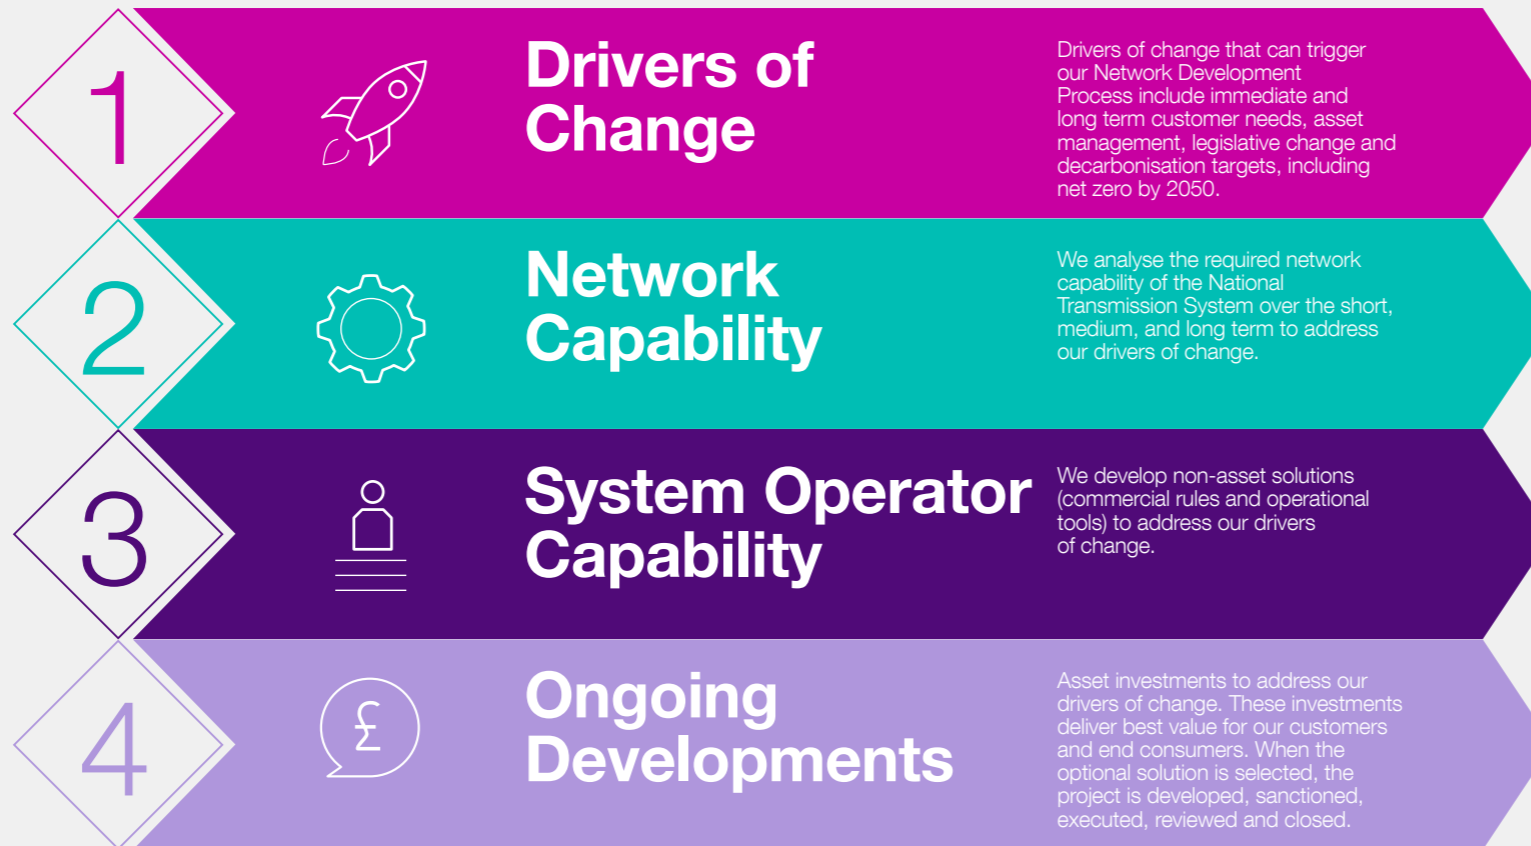 1
Drivers of
Change
Drivers of change that can trigger
our Network Development
Process include immediate and
long term customer needs, asset
management, legislative change and
decarbonisation targets, including
net zero by 2050.
2
Network
Capability
We analyse the required network
capability of the National
Transmission System over the short,
medium, and long term to address
our drivers of change.
3
System Operator
Capability
We develop non-asset solutions
(commercial rules and operational
tools) to address our drivers
of change.
4
£
Ongoing
Developments
Asset investments to address our
drivers of change. These investments
deliver best value for our customers
and end consumers. When the
optional solution is selected, the
project is developed, sanctioned,
executed, reviewed and closed.